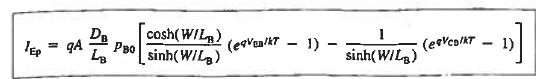 I_Ep = qA D_B/L_B p_B0 [cosh(W/L_B)/sinh(W/L_B) (e^{qV_EB/kT} − 1) − 1/sinh(W/L_B) (e^{qV_CB/kT} − 1)]